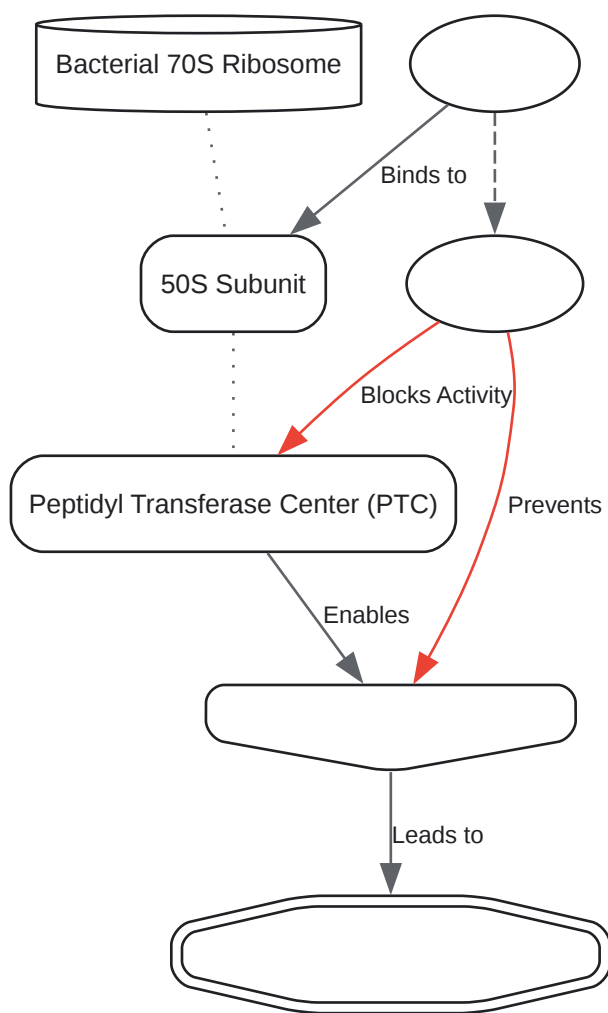 Bacterial 70S Ribosome
Binds to
50S Subunit
Blocks Activity
Peptidyl Transferase Center (PTC)
Prevents
Enables
Leads to